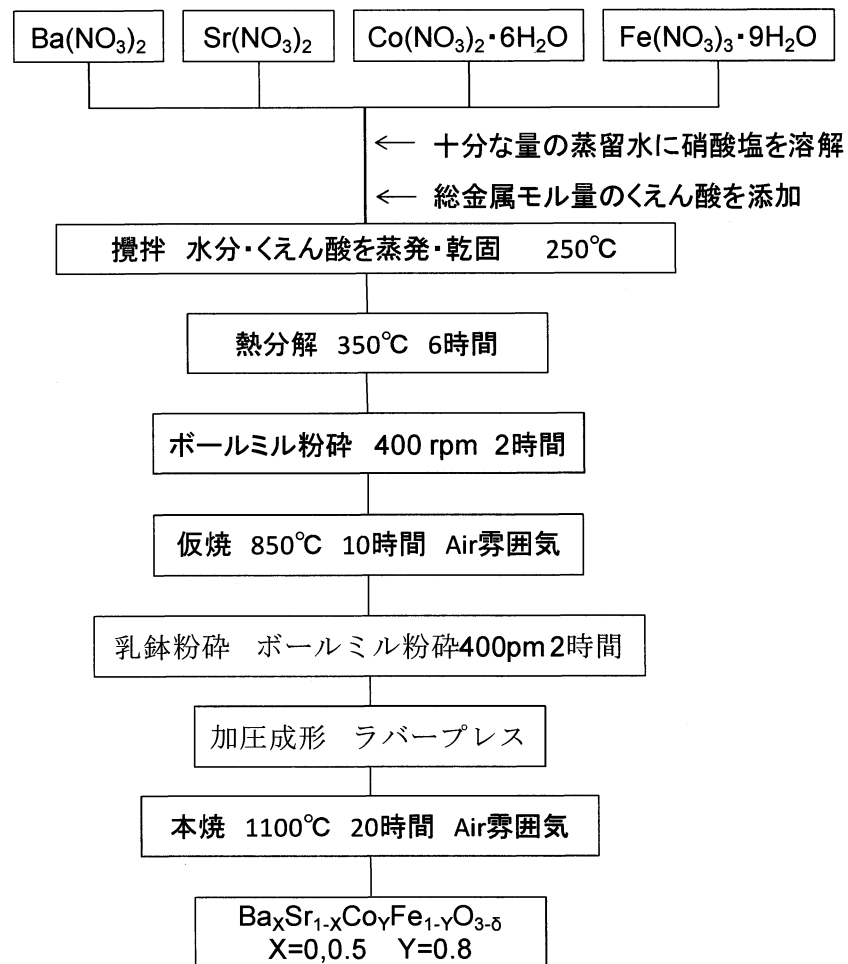 Ba(NO₃)₂ Sr(NO₃)₂ Co(NO₃)₂・6H₂O Fe(NO₃)₃・9H₂O
← 十分な量の蒸留水に硝酸塩を溶解
← 総金属モル量のくえん酸を添加
攪拌 水分・くえん酸を蒸発・乾固 250℃
熱分解 350℃ 6時間
ボールミル粉砕 400 rpm 2時間
仮焼 850℃ 10時間 Air雰囲気
乳鉢粉砕 ボールミル粉砕400pm 2時間
加圧成形 ラバープレス
本焼 1100℃ 20時間 Air雰囲気
Ba_XSr_{1-X}Co_YFe_{1-Y}O_{3-δ}
X=0,0.5 Y=0.8